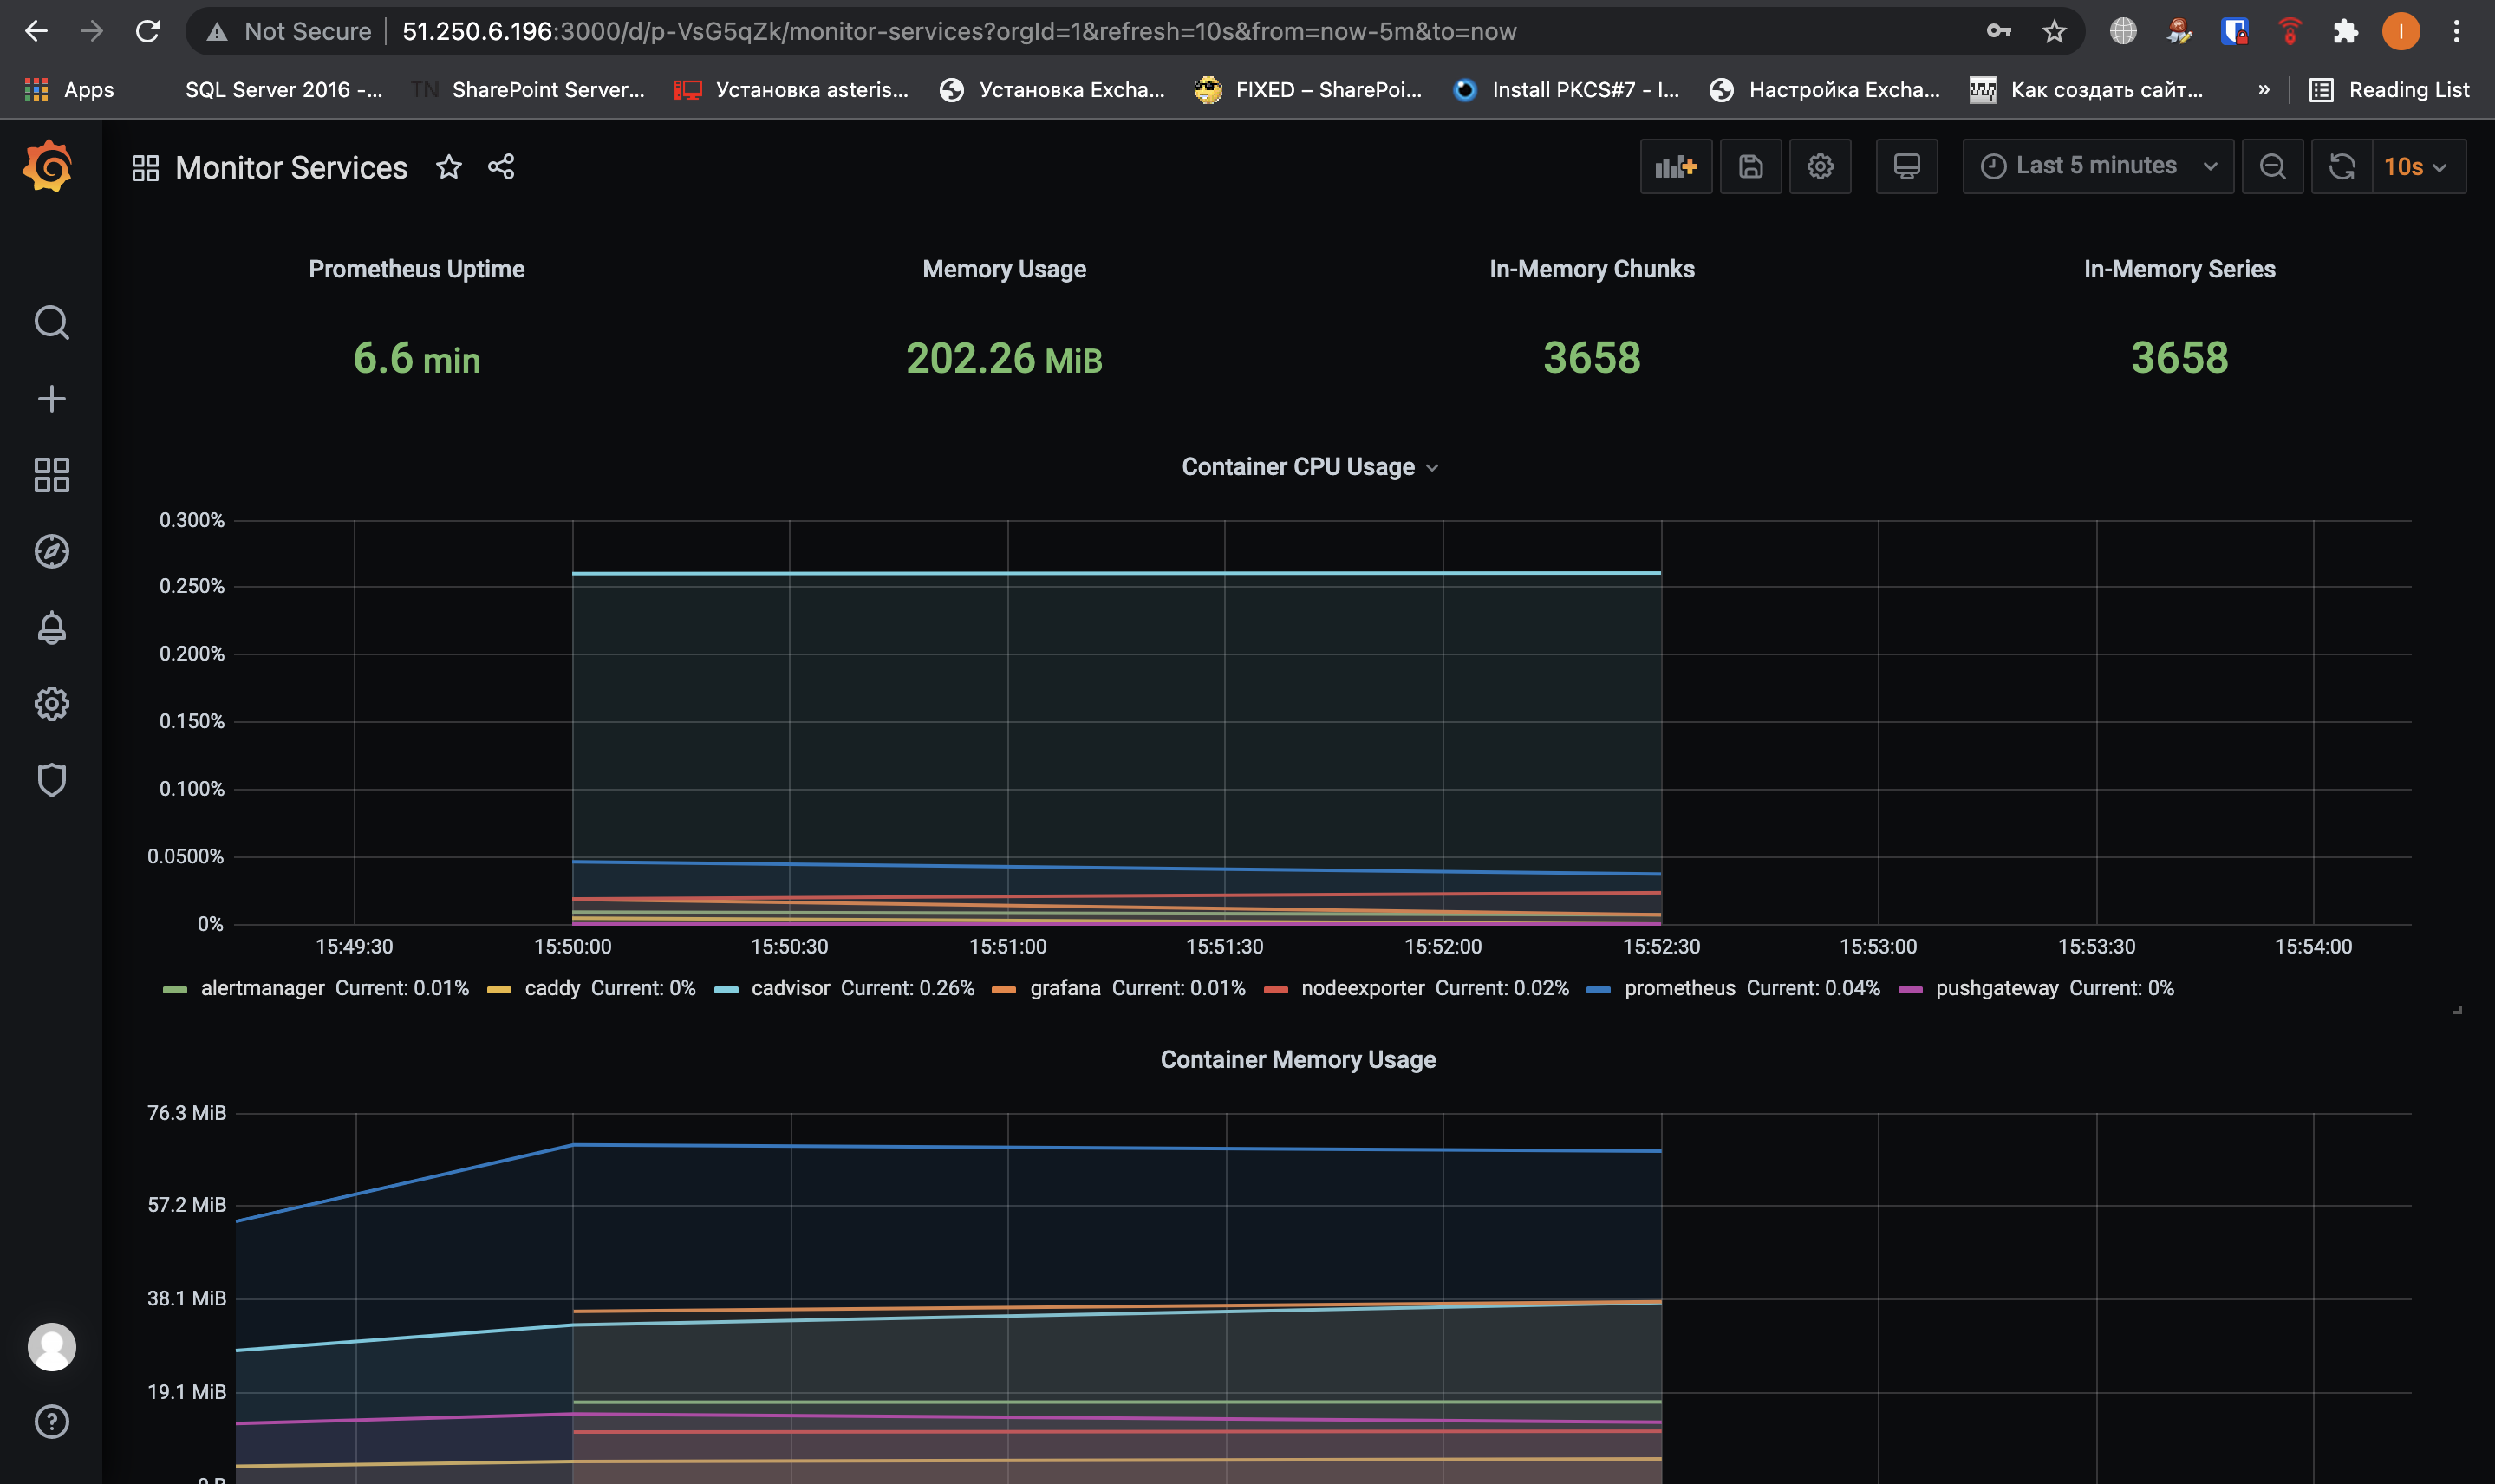 Not Secure 51.250.6.196:3000/d/p-VsG5qZk/monitor-services?orgId=1&refresh=10s&from=now-5m&to=now I
Apps SQL Server 2016 -... TN SharePoint Server... Установка asteris... Установка Excha... FIXED – SharePoi... Install PKCS#7 - I... Настройка Excha... Как создать сайт... » Reading List
Monitor Services Last 5 minutes 10s
Prometheus Uptime Memory Usage In-Memory Chunks In-Memory Series
6.6 min 202.26 MiB 3658 3658
Container CPU Usage
0.300%
0.250%
0.200%
0.150%
0.100%
0.0500%
0%
15:49:30 15:50:00 15:50:30 15:51:00 15:51:30 15:52:00 15:52:30 15:53:00 15:53:30 15:54:00
alertmanager Current: 0.01% caddy Current: 0% cadvisor Current: 0.26% grafana Current: 0.01% nodeexporter Current: 0.02% prometheus Current: 0.04% pushgateway Current: 0%
Container Memory Usage
76.3 MiB
57.2 MiB
38.1 MiB
19.1 MiB
0 B